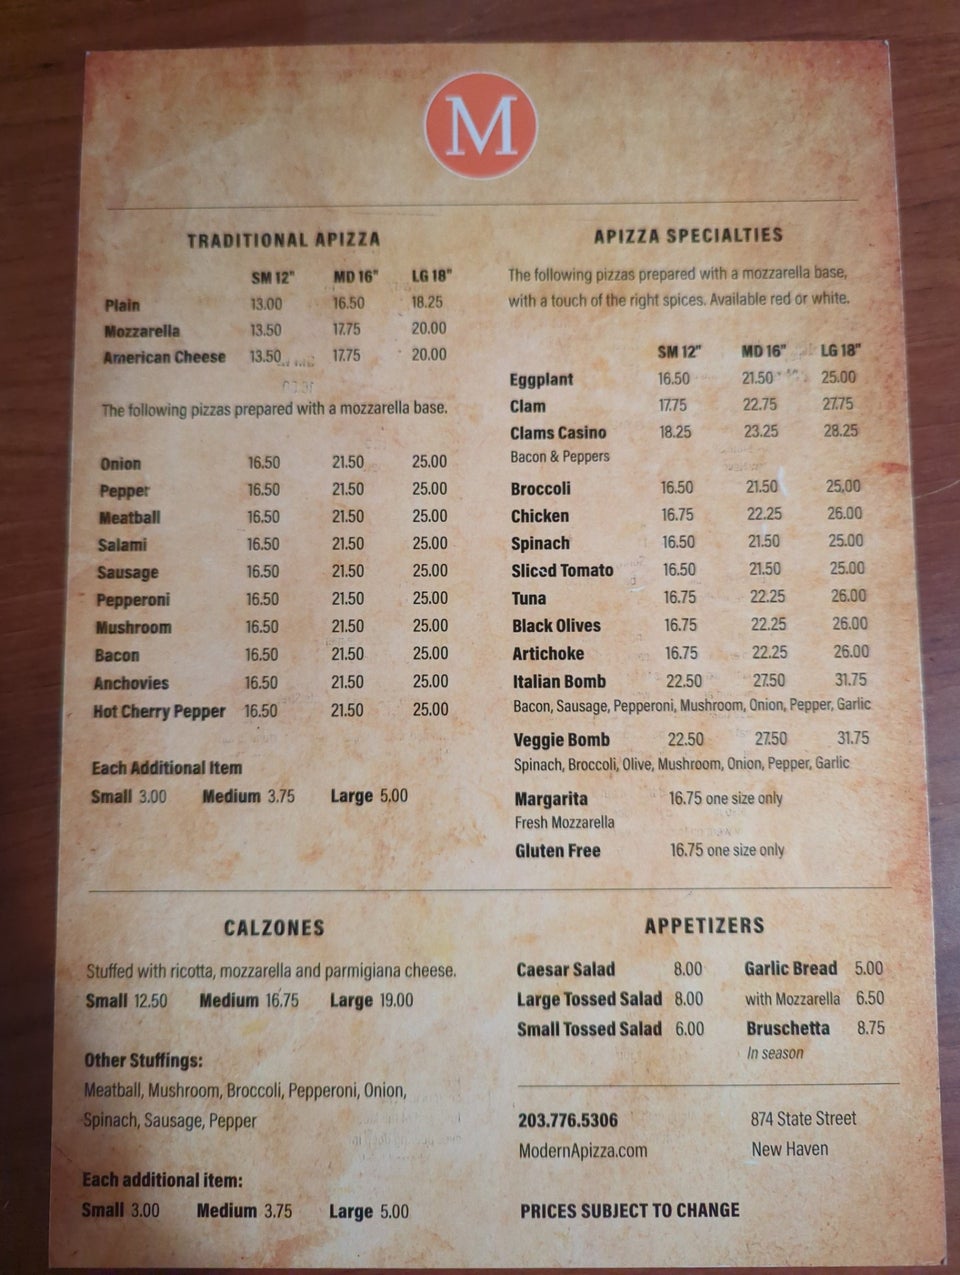 M
TRADITIONAL APIZZA
SM 12" MD 16" LG 18"
Plain 13.00 16.50 18.25
Mozzarella 13.50 17.75 20.00
American Cheese 13.50 17.75 20.00
The following pizzas prepared with a mozzarella base.
Onion 16.50 21.50 25.00
Pepper 16.50 21.50 25.00
Meatball 16.50 21.50 25.00
Salami 16.50 21.50 25.00
Sausage 16.50 21.50 25.00
Pepperoni 16.50 21.50 25.00
Mushroom 16.50 21.50 25.00
Bacon 16.50 21.50 25.00
Anchovies 16.50 21.50 25.00
Hot Cherry Pepper 16.50 21.50 25.00
Each Additional Item
Small 3.00 Medium 3.75 Large 5.00
APIZZA SPECIALTIES
The following pizzas prepared with a mozzarella base,
with a touch of the right spices. Available red or white.
SM 12" MD 16" LG 18"
Eggplant 16.50 21.50 25.00
Clam 17.75 22.75 27.75
Clams Casino 18.25 23.25 28.25
Bacon & Peppers
Broccoli 16.50 21.50 25.00
Chicken 16.75 22.25 26.00
Spinach 16.50 21.50 25.00
Sliced Tomato 16.50 21.50 25.00
Tuna 16.75 22.25 26.00
Black Olives 16.75 22.25 26.00
Artichoke 16.75 22.25 26.00
Italian Bomb 22.50 27.50 31.75
Bacon, Sausage, Pepperoni, Mushroom, Onion, Pepper, Garlic
Veggie Bomb 22.50 27.50 31.75
Spinach, Broccoli, Olive, Mushroom, Onion, Pepper, Garlic
Margarita 16.75 one size only
Fresh Mozzarella
Gluten Free 16.75 one size only
CALZONES
Stuffed with ricotta, mozzarella and parmigiana cheese.
Small 12.50 Medium 16.75 Large 19.00
Other Stuffings:
Meatball, Mushroom, Broccoli, Pepperoni, Onion,
Spinach, Sausage, Pepper
Each additional item:
Small 3.00 Medium 3.75 Large 5.00
APPETIZERS
Caesar Salad 8.00 Garlic Bread 5.00
Large Tossed Salad 8.00 with Mozzarella 6.50
Small Tossed Salad 6.00 Bruschetta 8.75
In season
203.776.5306 874 State Street
ModernApizza.com New Haven
PRICES SUBJECT TO CHANGE